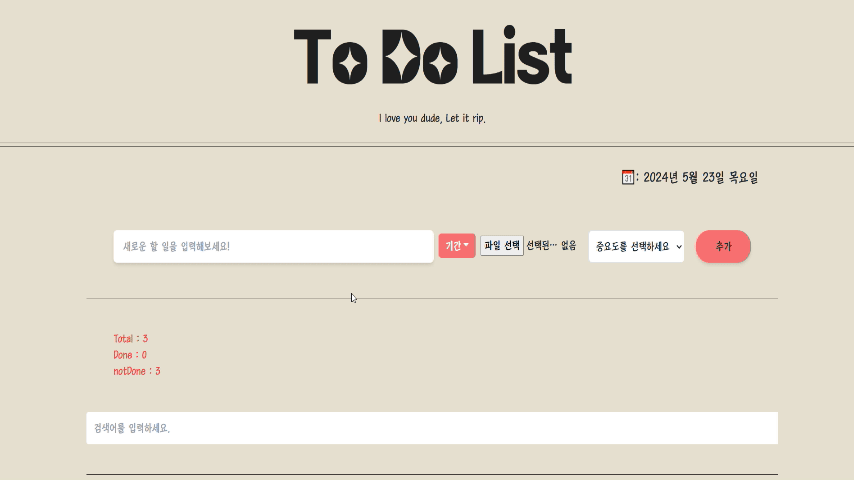 To Do List
I love you dude, Let it rip.
📅: 2024년 5월 23일 목요일
새로운 할 일을 입력해보세요! 기간 파일 선택 선택된… 없음 중요도를 선택하세요 추가
Total : 3
Done : 0
notDone : 3
검색어를 입력하세요.